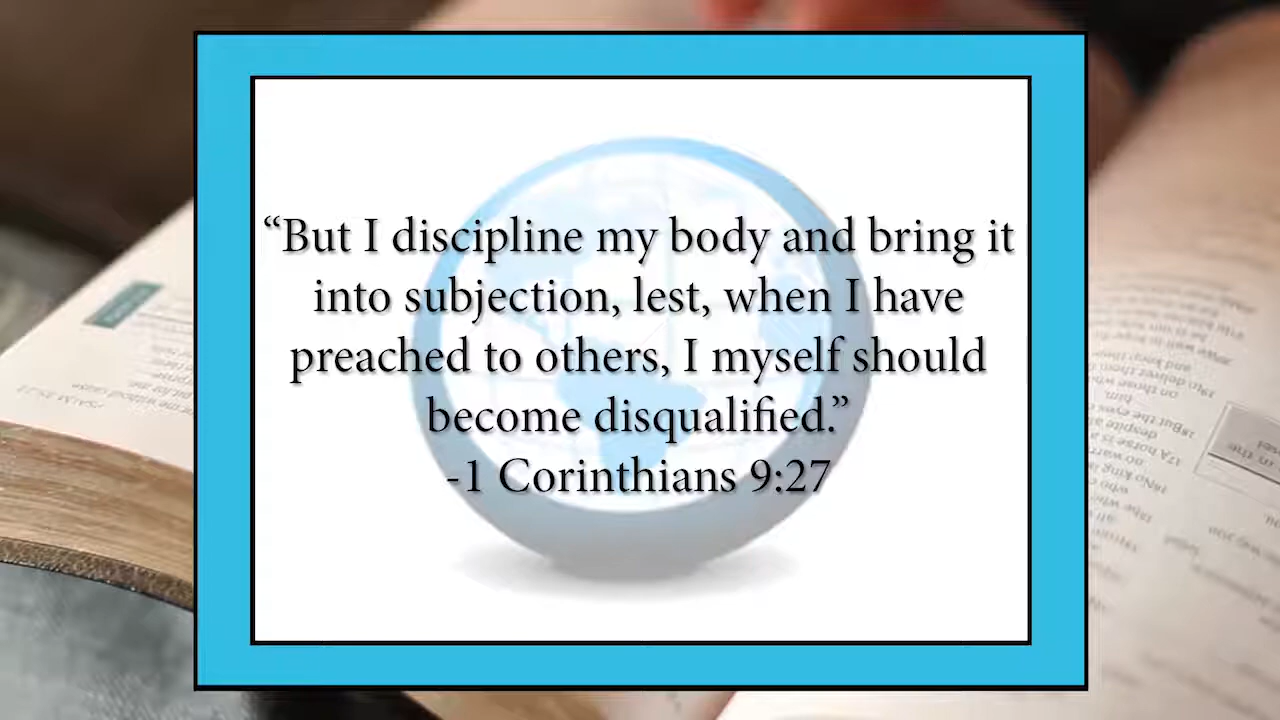 “But I discipline my body and bring it
into subjection, lest, when I have
preached to others, I myself should
become disqualified.”
-1 Corinthians 9:27